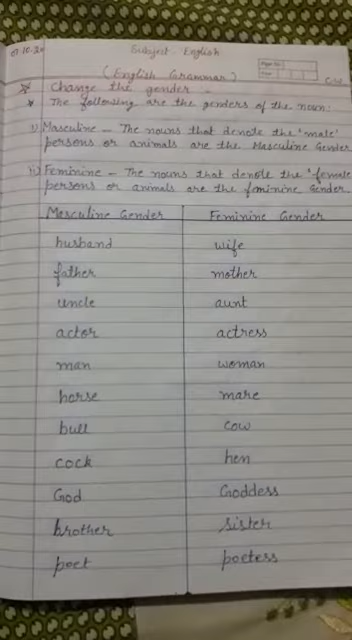 Subject - English
(English Grammar)
C.W
Change the gender :-
* The following are the genders of the noun:
i) Masculine - The nouns that denote the 'male'
persons or animals are the Masculine Gender
ii) Feminine - The nouns that denote the 'female
persons or animals are the feminine Gender.
Masculine Gender Feminine Gender
husband wife
father mother
uncle aunt
actor actress
man woman
horse mare
bull cow
cock hen
God Goddess
brother sister
poet poetess